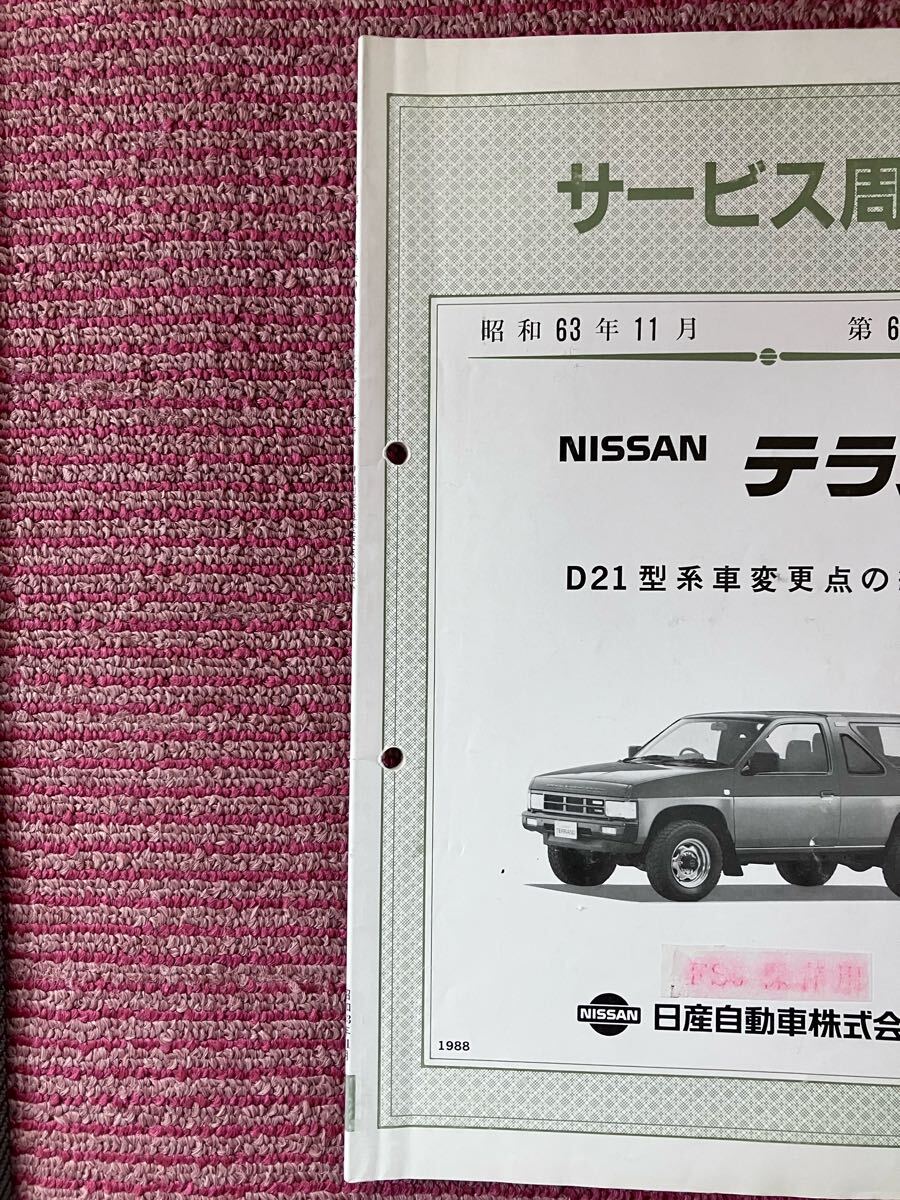 サービス周
昭和63年11月 第6
NISSAN テラ
D21型系車変更点の
TERRANO
NISSAN 日産自動車株式会
1988